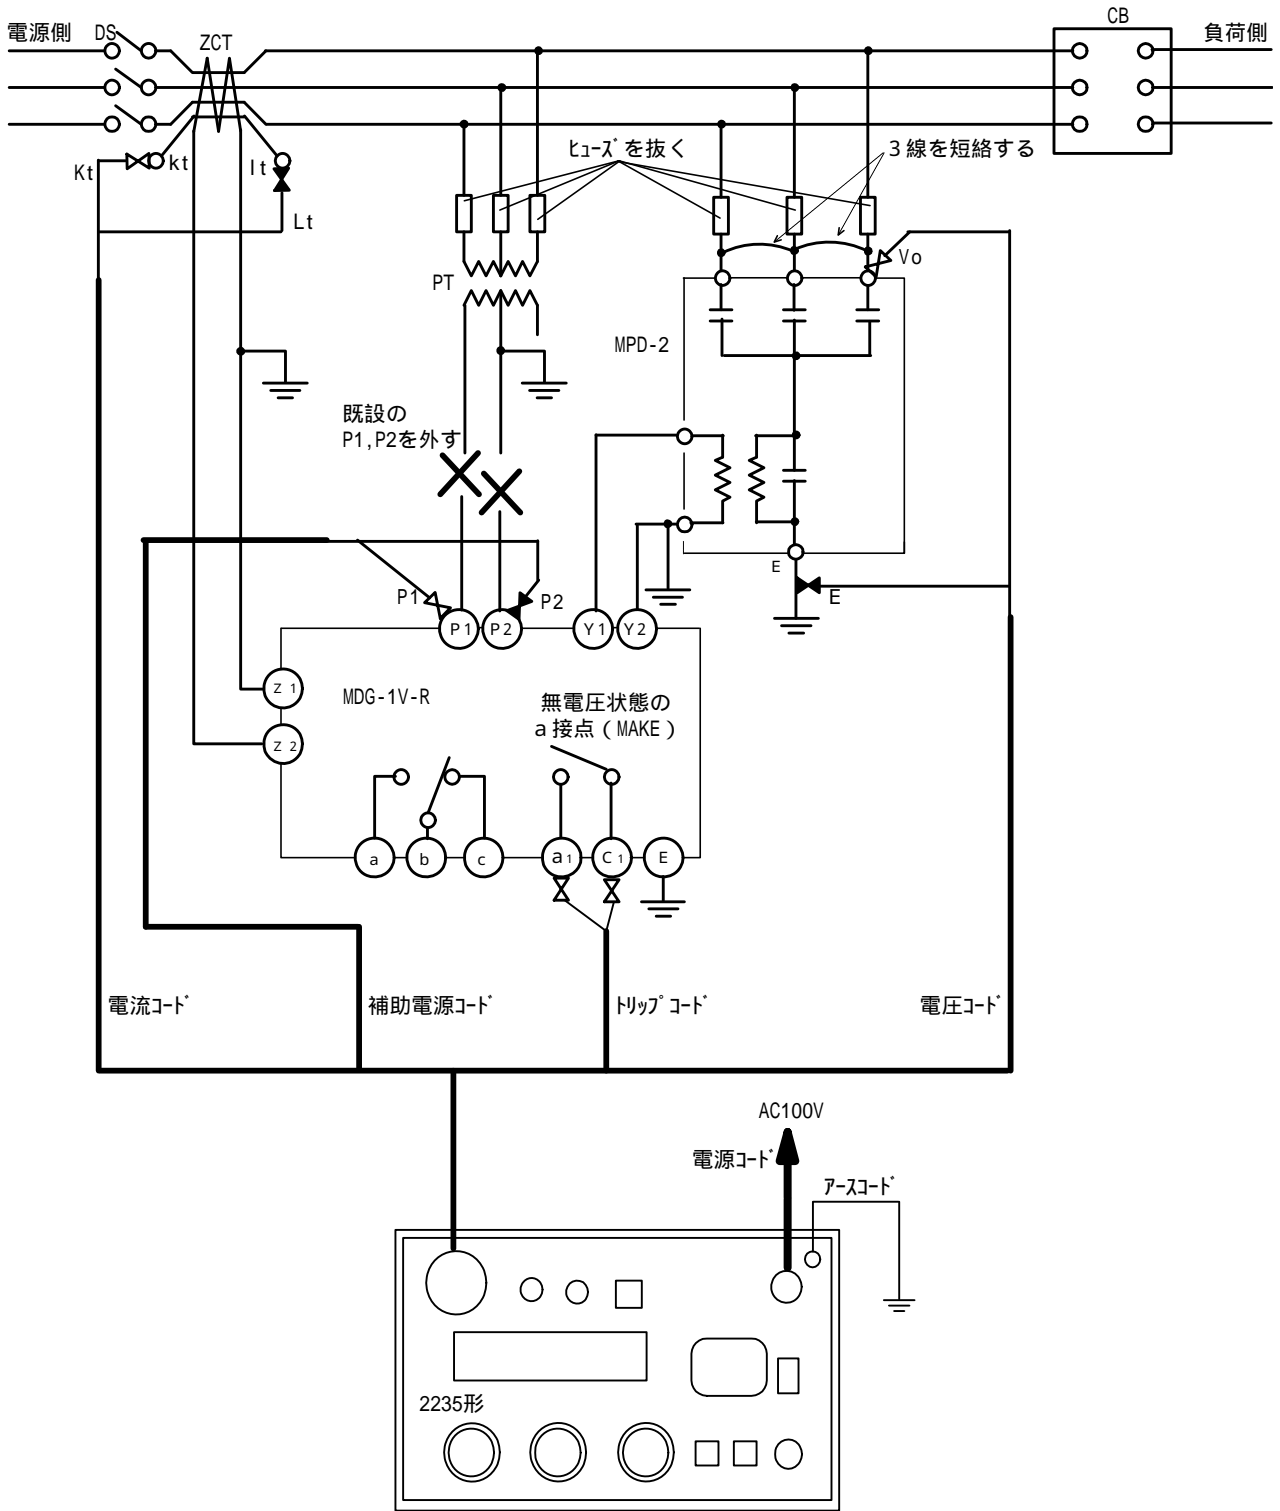 電源側
DS
ZCT
CB
負荷側
Kt
kt
lt
Lt
ﾋｭｰｽﾞを抜く
３線を短絡する
PT
Vo
MPD-2
既設の
P1,P2を外す
P1
P2
E
E
P1
P2
Y1
Y2
Z1
Z2
MDG-1V-R
無電圧状態の
a接点（MAKE）
a
b
c
a1
C1
E
電流ｺｰﾄﾞ
補助電源ｺｰﾄﾞ
ﾄﾘｯﾌﾟｺｰﾄﾞ
電圧ｺｰﾄﾞ
AC100V
電源ｺｰﾄﾞ
ｱｰｽｺｰﾄﾞ
2235形